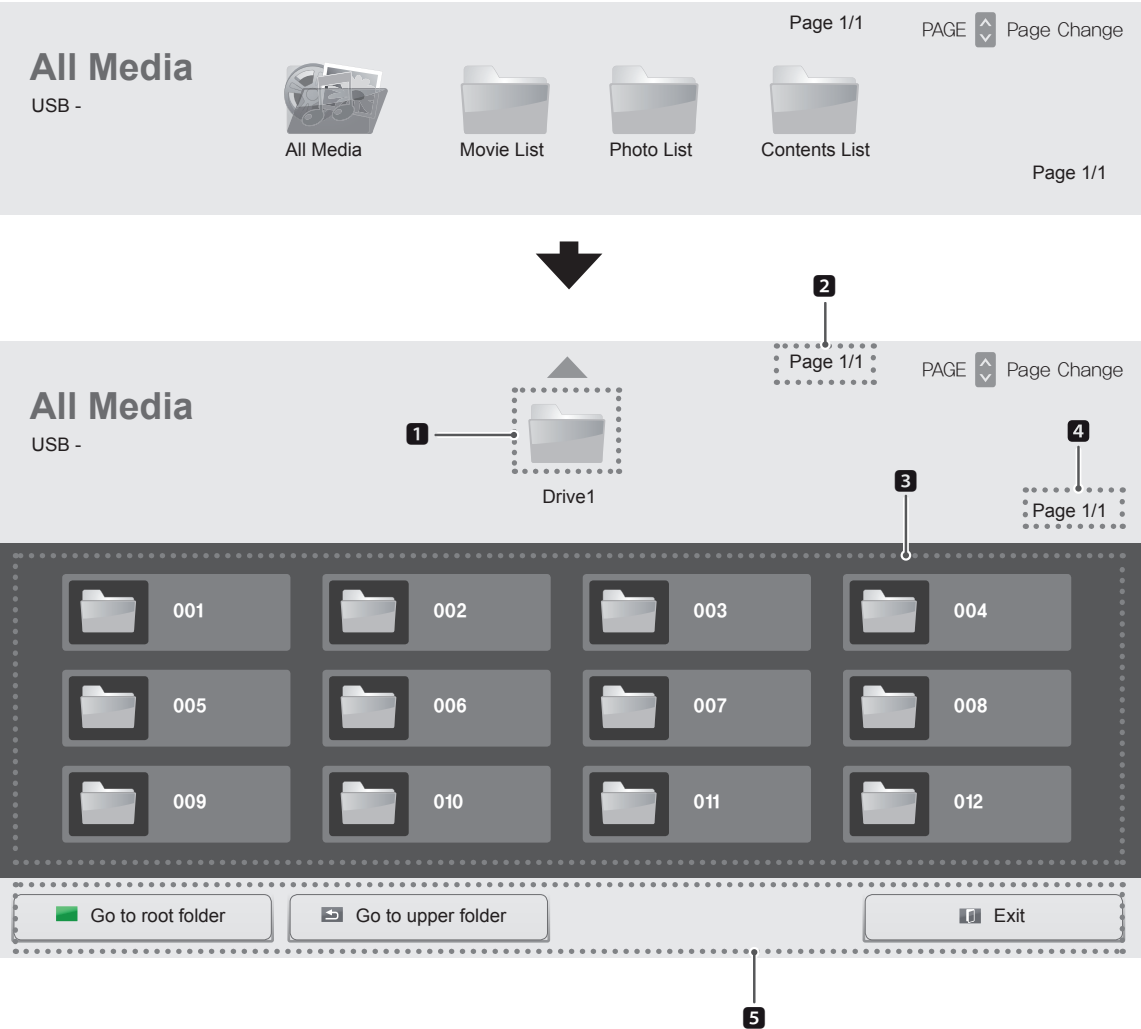 Page 1/1
PAGE Page Change
All Media
USB -
All Media
Movie List
Photo List
Contents List
Page 1/1
2
Page 1/1
PAGE Page Change
All Media
USB -
1
4
Drive1
3
Page 1/1
001
002
003
004
005
006
007
008
009
010
011
012
Go to root folder
Go to upper folder
Exit
5